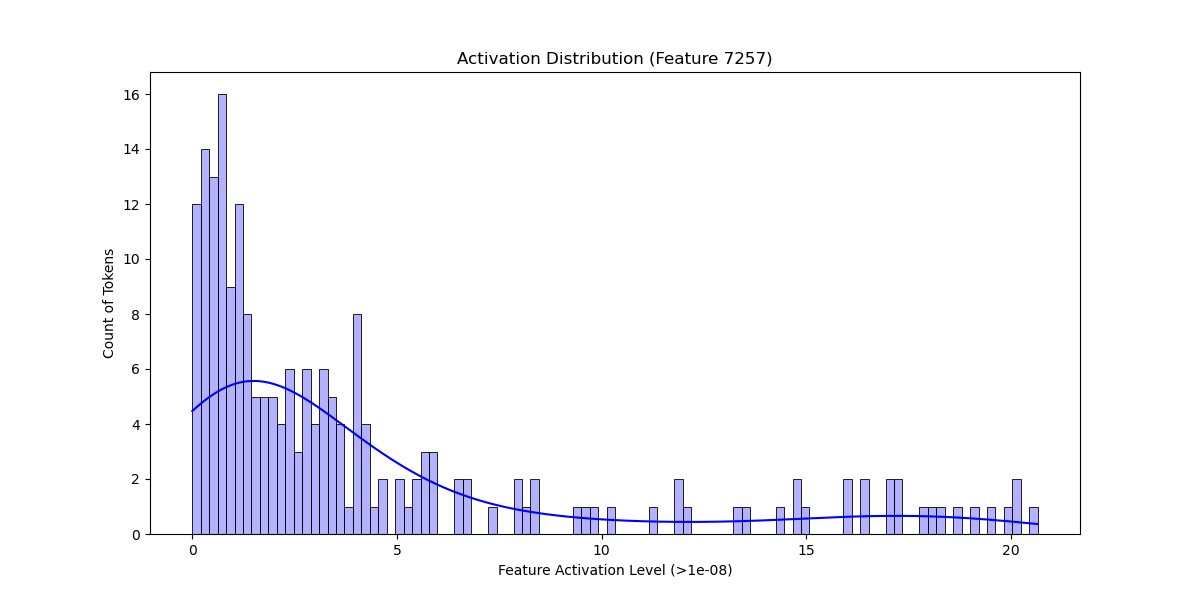 Activation Distribution (Feature 7257)
16
14
12
10
8
6
4
2
0
Count of Tokens
0 5 10 15 20
Feature Activation Level (>1e-08)